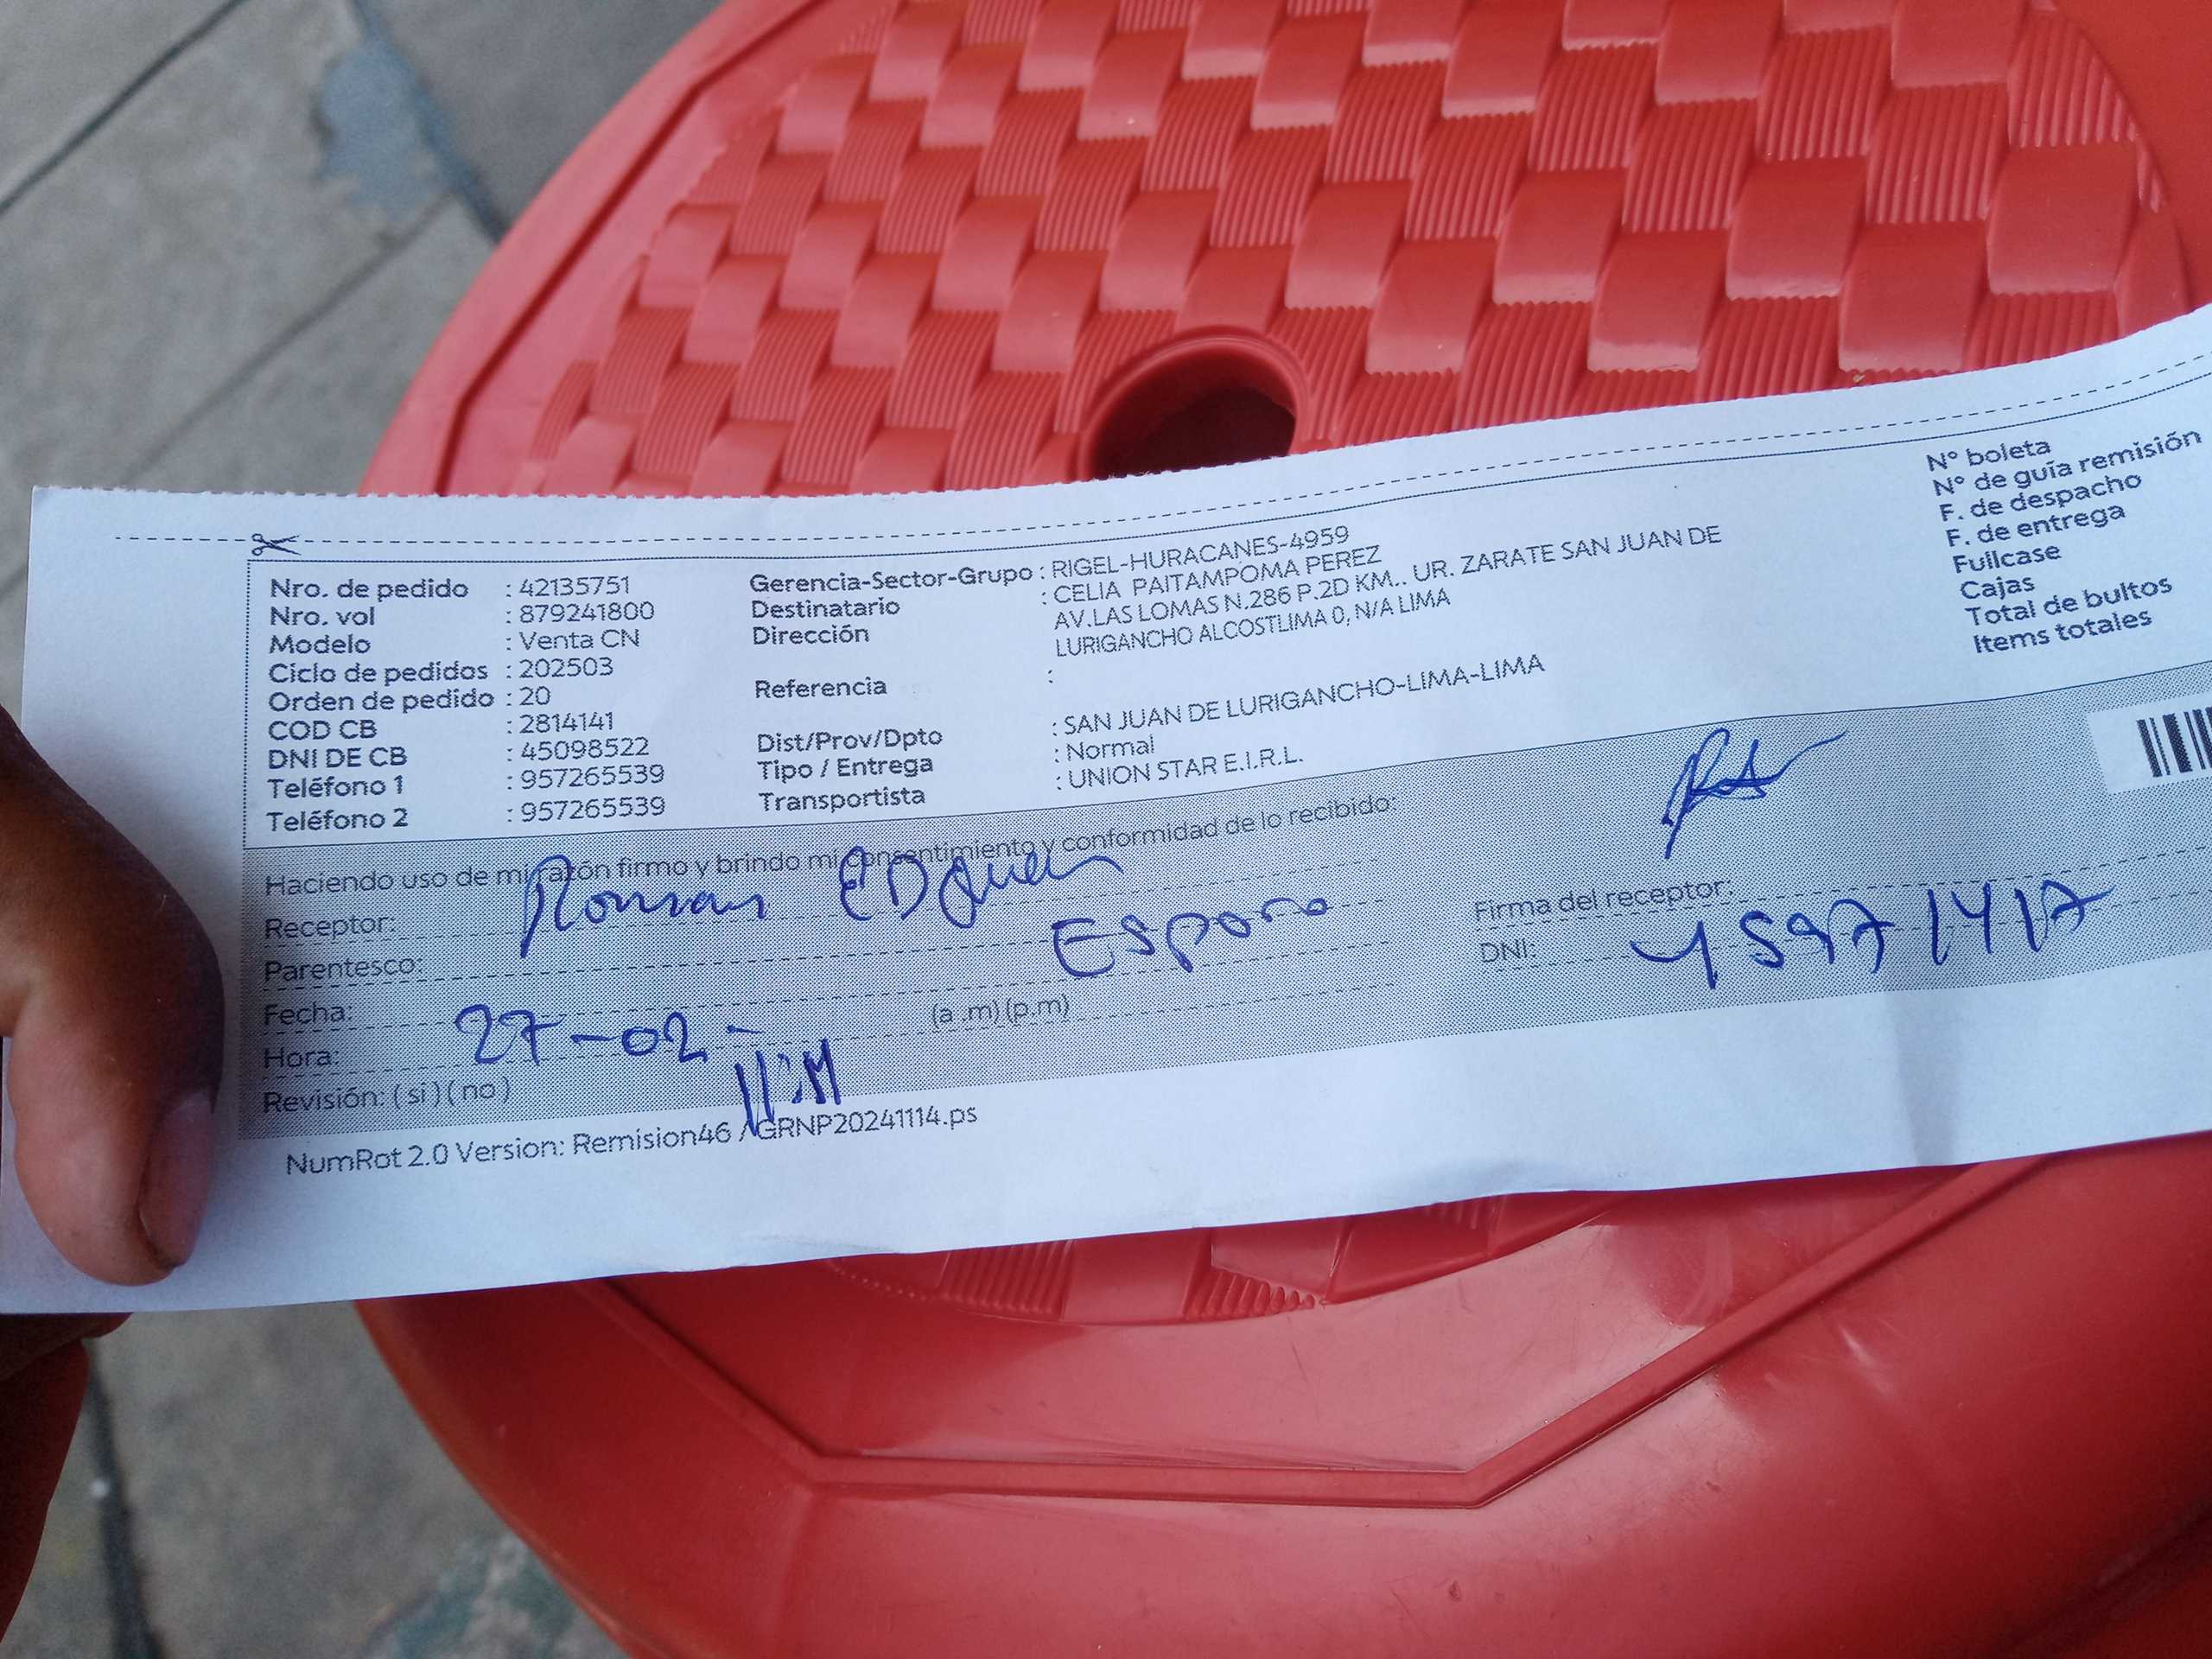 Nro. de pedido : 42135751
Nro. vol : 879241800
Modelo : Venta CN
Ciclo de pedidos : 202503
Orden de pedido : 20
COD CB : 2814141
DNI DE CB : 45098522
Teléfono 1 : 957265539
Teléfono 2 : 957265539
Gerencia-Sector-Grupo : RIGEL-HURACANES-4959
Destinatario : CELIA PAITAMPOMA PEREZ
Dirección AV.LAS LOMAS N.286 P.2D KM.. UR. ZARATE SAN JUAN DE
LURIGANCHO ALCOSTLIMA 0, N/A LIMA
Referencia :
Dist/Prov/Dpto : SAN JUAN DE LURIGANCHO-LIMA-LIMA
Tipo / Entrega : Normal
Transportista : UNION STAR E.I.R.L.
N° boleta
N° de guía remisión
F. de despacho
F. de entrega
Fullcase
Cajas
Total de bultos
Items totales
Haciendo uso de mi razón firmo y brindo mi consentimiento y conformidad de lo recibido:
Receptor: Roman
Parentesco: Esposo
Fecha: 27-02-
Hora: (a .m) (p.m)
Revisión: ( si ) ( no )
Firma del receptor:
DNI: 45971417
NumRot 2.0 Version: Remision46 / GRNP20241114.ps